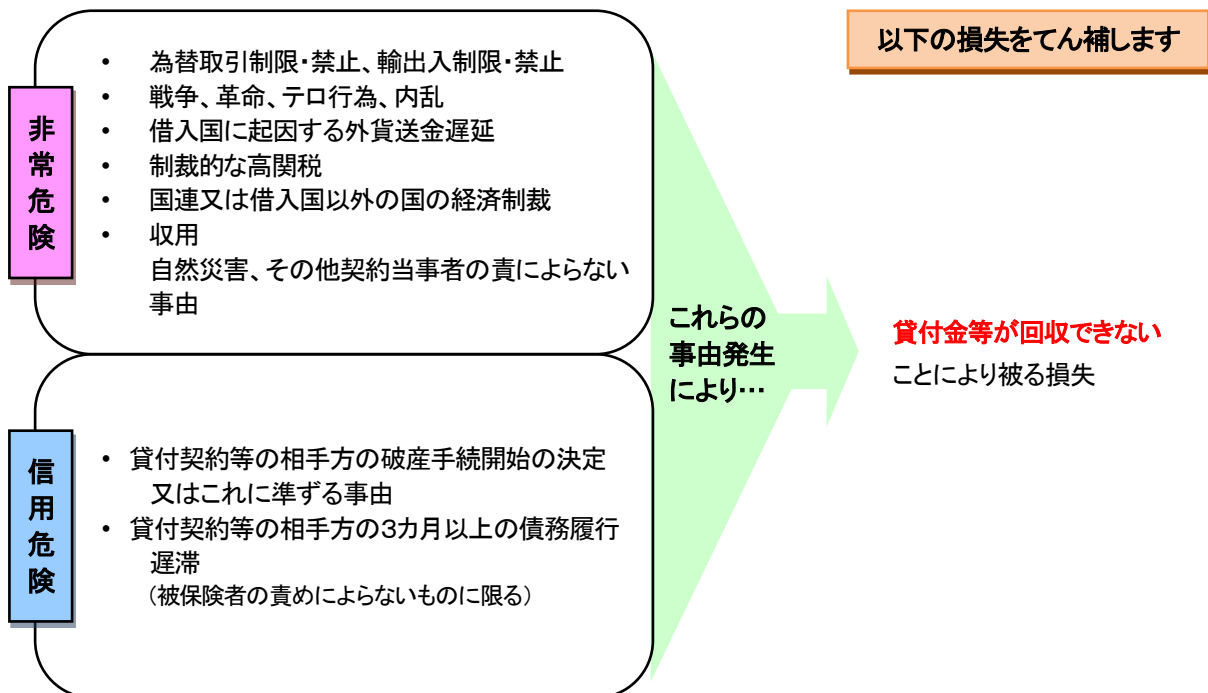 以下の損失をてん補します
非常危険
• 為替取引制限・禁止、輸出入制限・禁止
• 戦争、革命、テロ行為、内乱
• 借入国に起因する外貨送金遅延
• 制裁的な高関税
• 国連又は借入国以外の国の経済制裁
• 収用
自然災害、その他契約当事者の責によらない
事由
信用危険
• 貸付契約等の相手方の破産手続開始の決定
又はこれに準ずる事由
• 貸付契約等の相手方の3カ月以上の債務履行
遅滞
（被保険者の責めによらないものに限る）
これらの
事由発生
により…
貸付金等が回収できない
ことにより被る損失